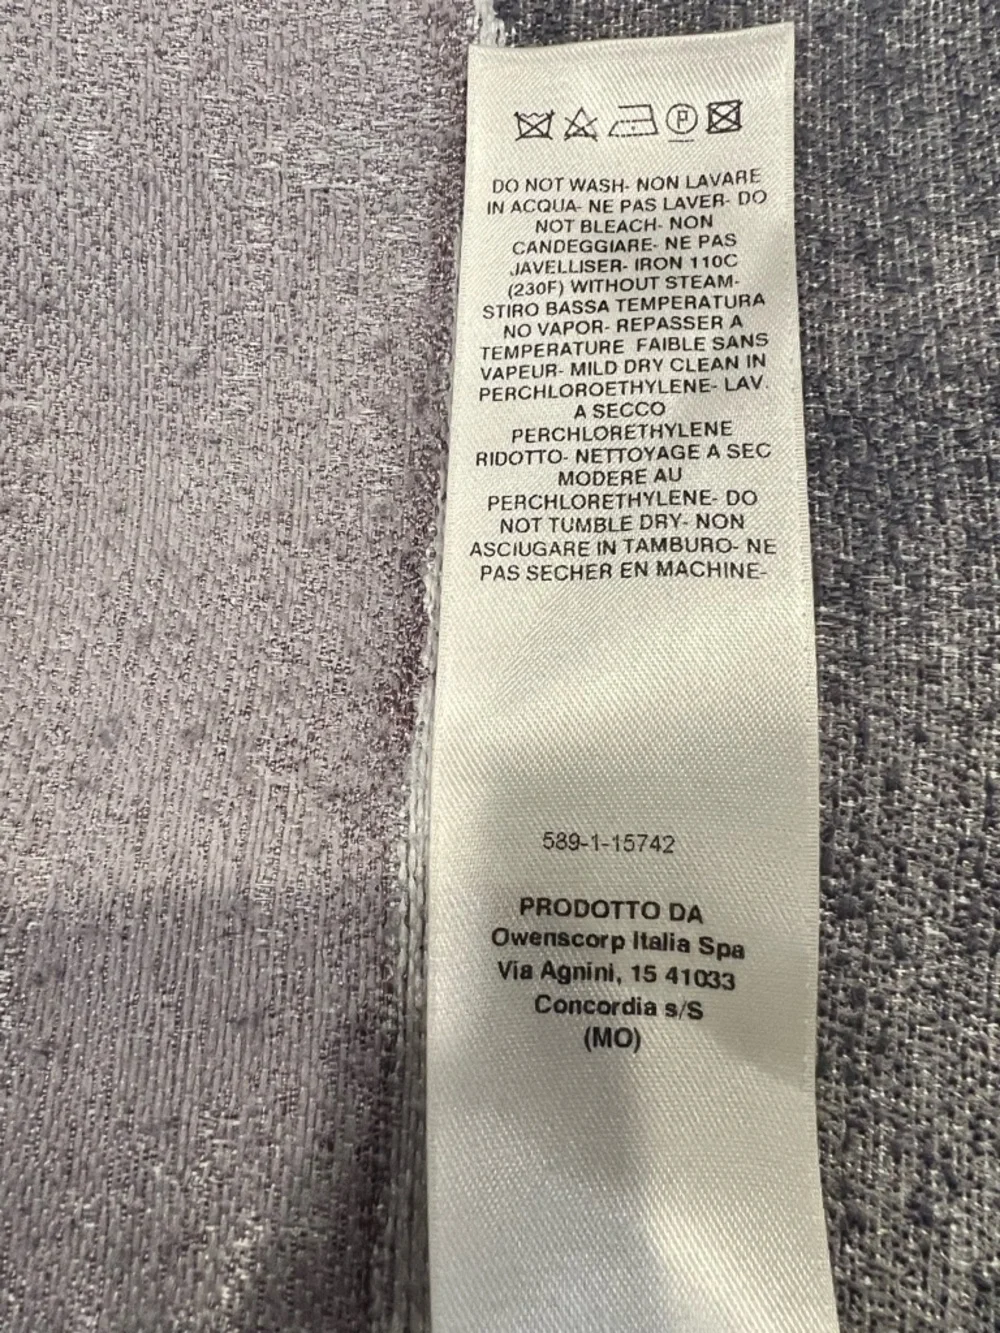 P
DO NOT WASH- NON LAVARE
IN ACQUA- NE PAS LAVER- DO
NOT BLEACH- NON
CANDEGGIARE- NE PAS
JAVELLISER- IRON 110C
(230F) WITHOUT STEAM-
STIRO BASSA TEMPERATURA
NO VAPOR- REPASSER A
TEMPERATURE FAIBLE SANS
VAPEUR- MILD DRY CLEAN IN
PERCHLOROETHYLENE- LAV.
A SECCO
PERCHLORETHYLENE
RIDOTTO- NETTOYAGE A SEC
MODERE AU
PERCHLORETHYLENE- DO
NOT TUMBLE DRY- NON
ASCIUGARE IN TAMBURO- NE
PAS SECHER EN MACHINE-
589-1-15742
PRODOTTO DA
Owenscorp Italia Spa
Via Agnini, 15 41033
Concordia s/S
(MO)